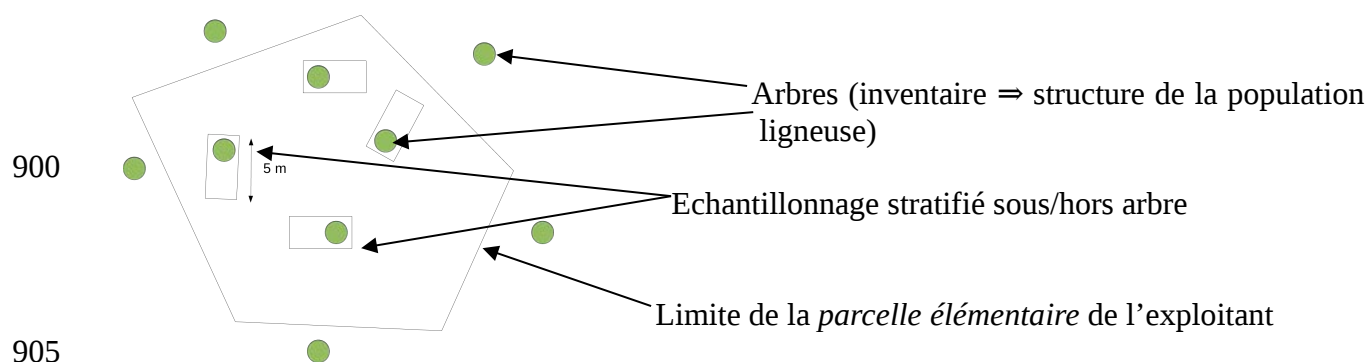 Arbres (inventaire ⇒ structure de la population
ligneuse)
900
5 m
Echantillonnage stratifié sous/hors arbre
Limite de la parcelle élémentaire de l’exploitant
905